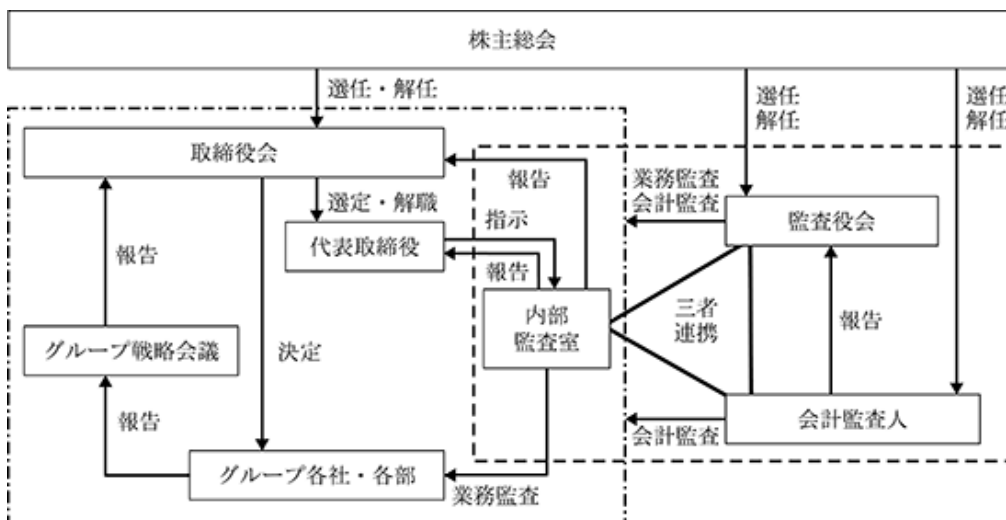 株主総会
選任・解任
選任
解任
選任
解任
取締役会
報告
業務監査
会計監査
監査役会
選定・解職
指示
代表取締役
報告
報告
内部
監査室
三者
連携
報告
グループ戦略会議
決定
報告
会計監査人
会計監査
グループ各社・各部
業務監査